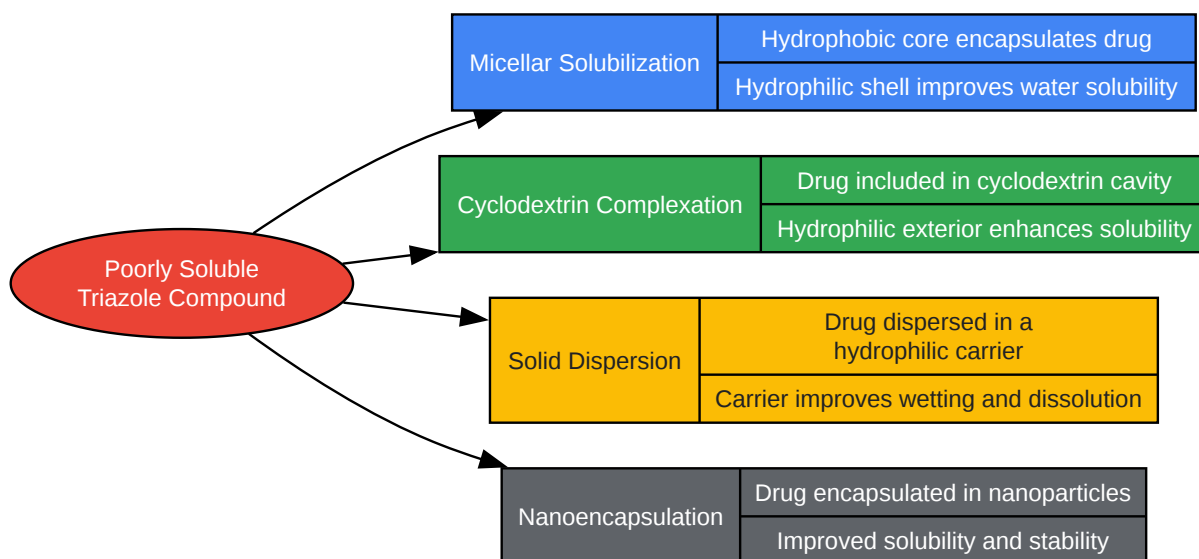 Micellar Solubilization
Hydrophobic core encapsulates drug
Hydrophilic shell improves water solubility
Cyclodextrin Complexation
Drug included in cyclodextrin cavity
Hydrophilic exterior enhances solubility
Poorly Soluble
Triazole Compound
Solid Dispersion
Drug dispersed in a
hydrophilic carrier
Carrier improves wetting and dissolution
Nanoencapsulation
Drug encapsulated in nanoparticles
Improved solubility and stability